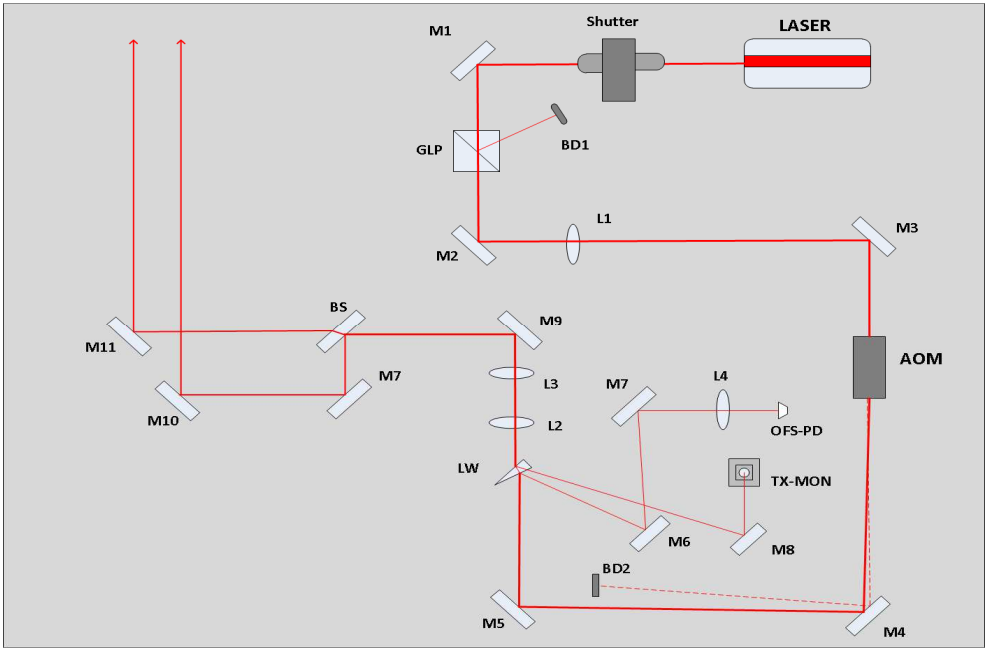 Shutter
LASER
M1
BD1
GLP
L1
M2
M3
BS
M9
M11
M7
L3
M7
L4
AOM
M10
L2
OFS-PD
LW
TX-MON
M6
M8
BD2
M5
M4